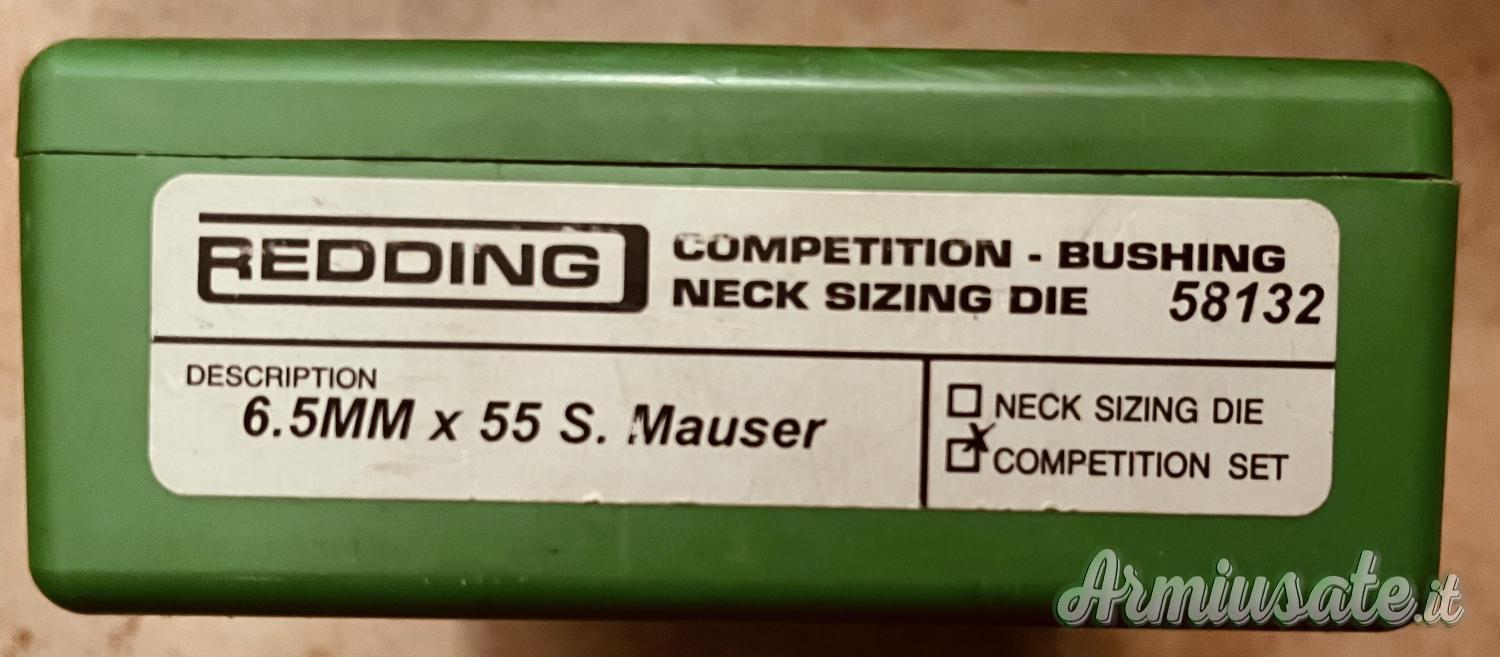 REDDING
COMPETITION - BUSHING
NECK SIZING DIE 58132
DESCRIPTION
6.5MM x 55 S. Mauser
NECK SIZING DIE
X COMPETITION SET
Armiusate.it